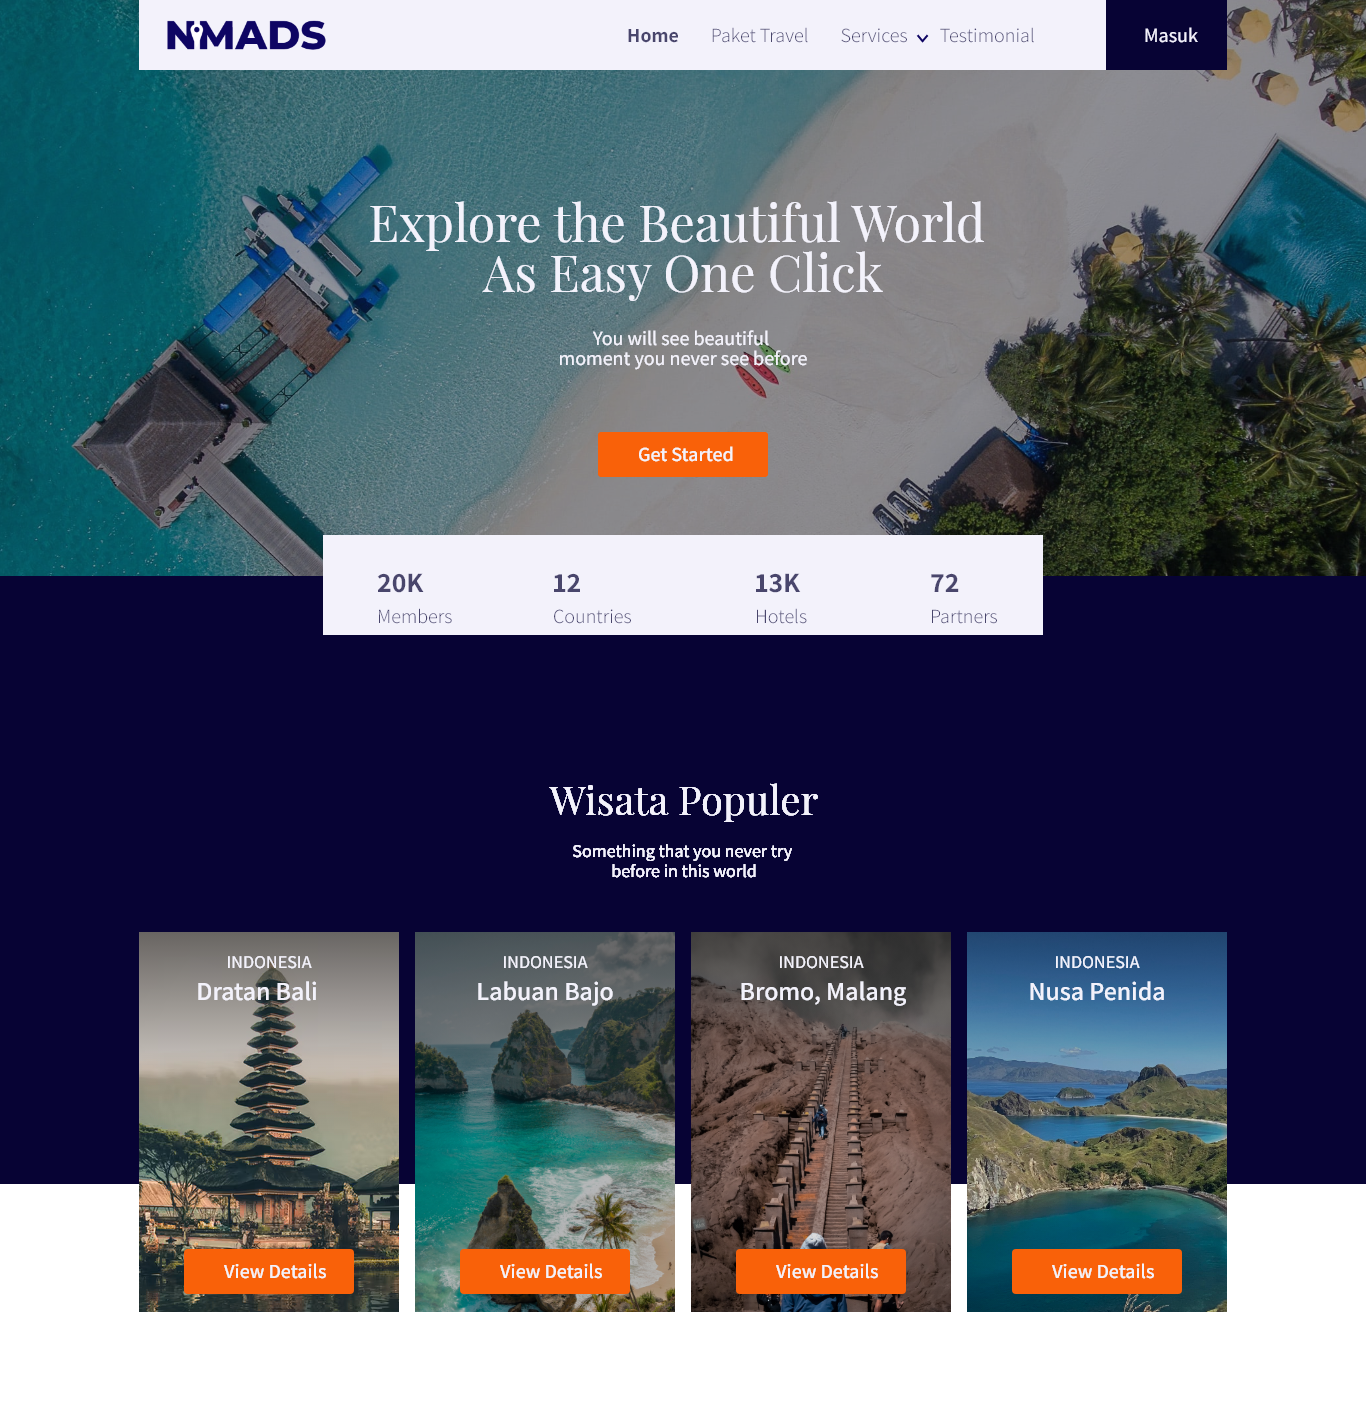 NOMADS
Home Paket Travel Services Testimonial Masuk
Explore the Beautiful World
As Easy One Click
You will see beautiful
moment you never see before
Get Started
20K 12 13K 72
Members Countries Hotels Partners
Wisata Populer
Something that you never try
before in this world
INDONESIA INDONESIA INDONESIA INDONESIA
Dratan Bali Labuan Bajo Bromo, Malang Nusa Penida
View Details View Details View Details View Details